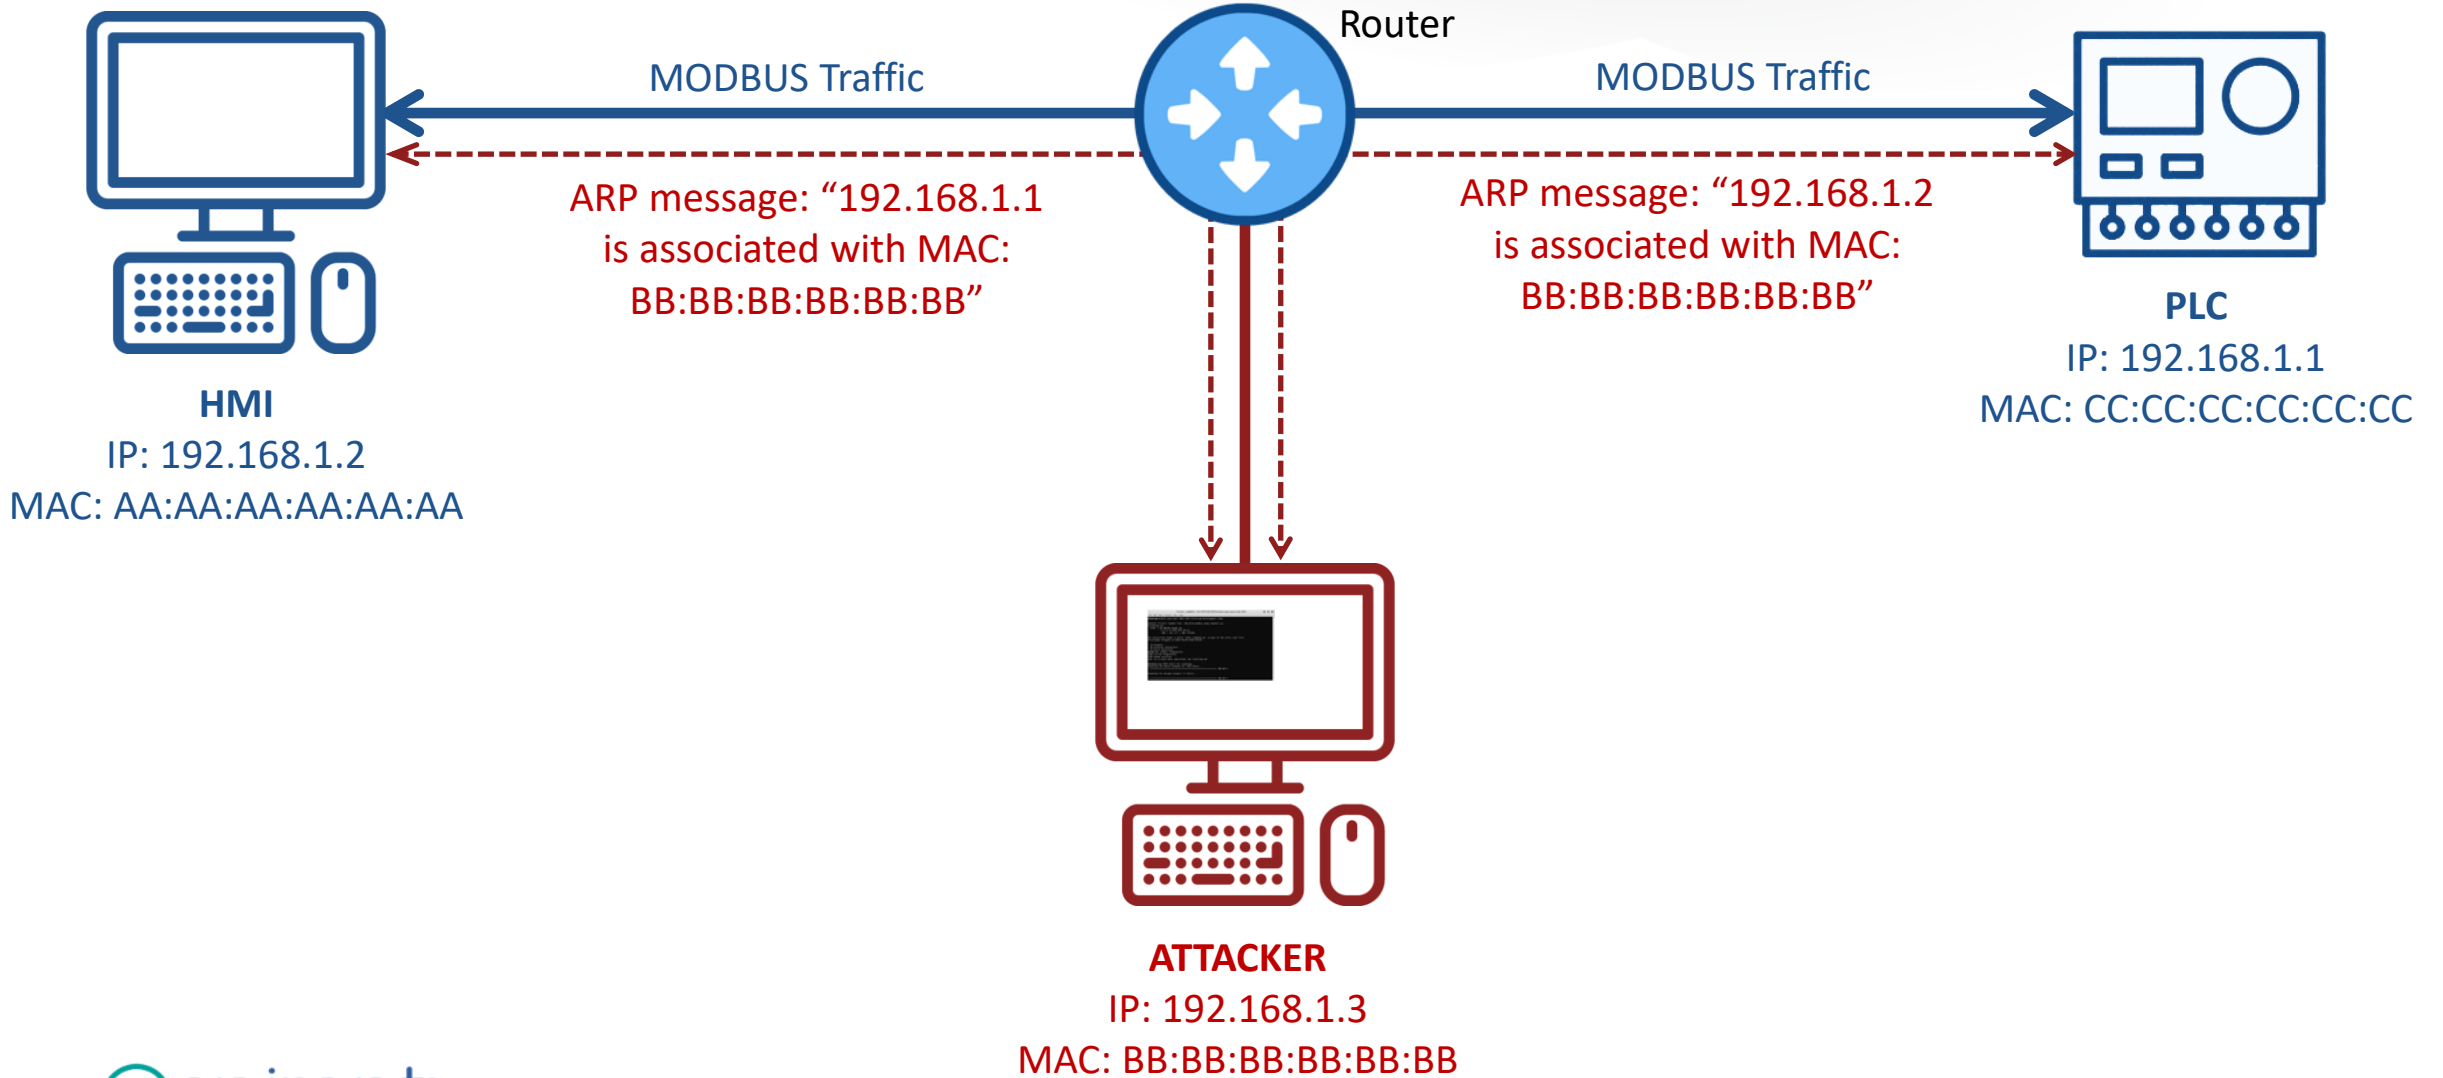 Router
MODBUS Traffic
MODBUS Traffic
ARP message: “192.168.1.1
is associated with MAC:
BB:BB:BB:BB:BB:BB”
ARP message: “192.168.1.2
is associated with MAC:
BB:BB:BB:BB:BB:BB”
HMI
IP: 192.168.1.2
MAC: AA:AA:AA:AA:AA:AA
PLC
IP: 192.168.1.1
MAC: CC:CC:CC:CC:CC:CC
ATTACKER
IP: 192.168.1.3
MAC: BB:BB:BB:BB:BB:BB